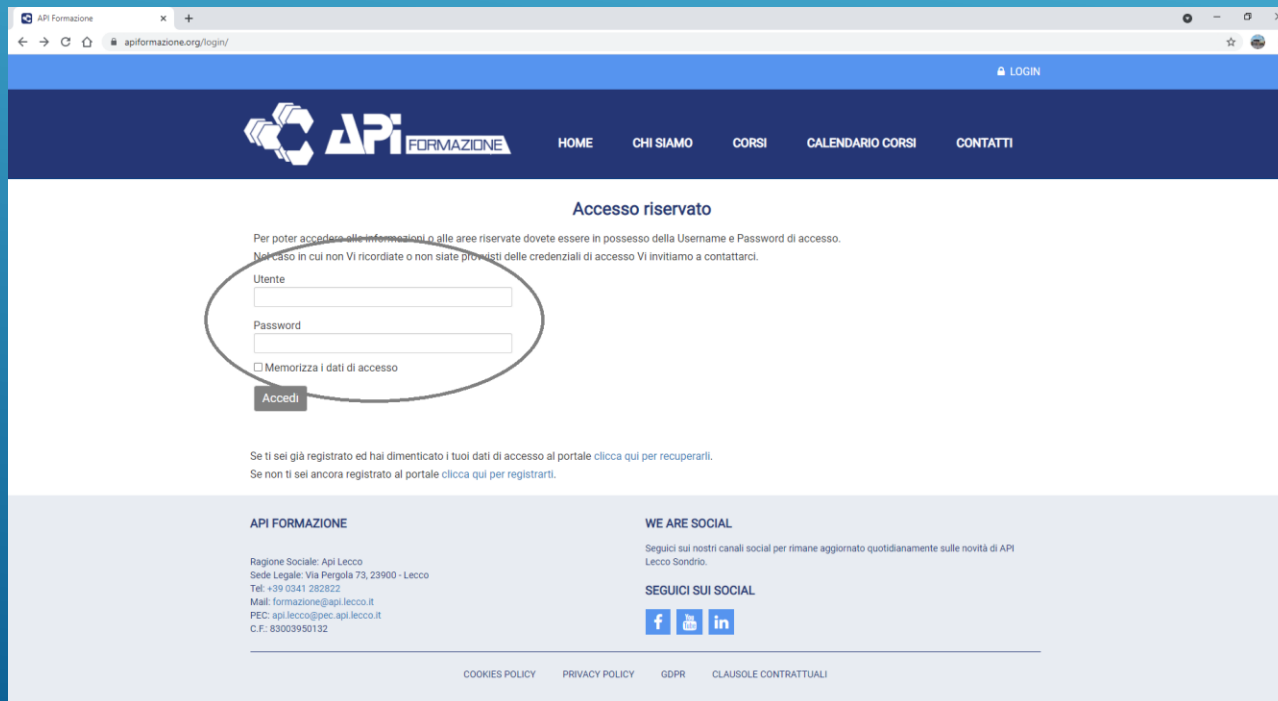 API Formazione
apiformazione.org/login/
LOGIN
APi FORMAZIONE
HOME CHI SIAMO CORSI CALENDARIO CORSI CONTATTI
Accesso riservato
Per poter accedere alle informazioni o alle aree riservate dovete essere in possesso della Username e Password di accesso.
Nel caso in cui non Vi ricordiate o non siate provvisti delle credenziali di accesso Vi invitiamo a contattarci.
Utente
Password
Memorizza i dati di accesso
Accedi
Se ti sei già registrato ed hai dimenticato i tuoi dati di accesso al portale clicca qui per recuperarli.
Se non ti sei ancora registrato al portale clicca qui per registrarti.
API FORMAZIONE
Ragione Sociale: Api Lecco
Sede Legale: Via Pergola 73, 23900 - Lecco
Tel: +39 0341 282822
Mail: formazione@api.lecco.it
PEC: api.lecco@pec.api.lecco.it
C.F.: 83003950132
WE ARE SOCIAL
Seguici sui nostri canali social per rimane aggiornato quotidianamente sulle novità di API
Lecco Sondrio.
SEGUICI SUI SOCIAL
f You Tube in
COOKIES POLICY PRIVACY POLICY GDPR CLAUSOLE CONTRATTUALI